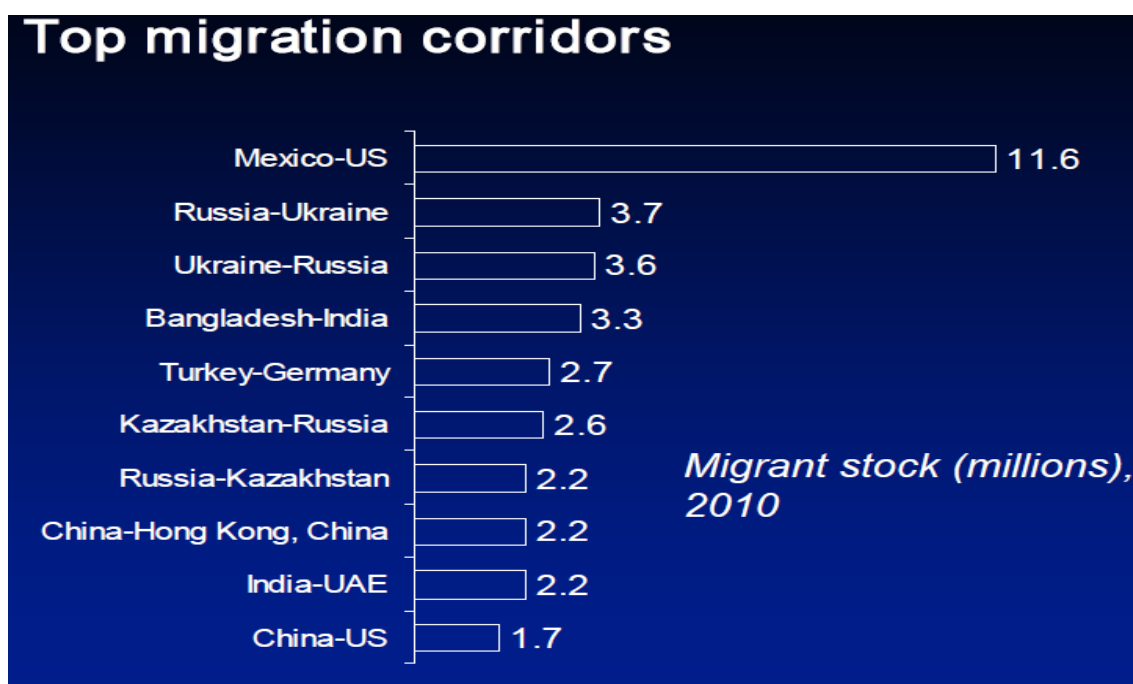 Top migration corridors
Mexico-US 11.6
Russia-Ukraine 3.7
Ukraine-Russia 3.6
Bangladesh-India 3.3
Turkey-Germany 2.7
Kazakhstan-Russia 2.6
Russia-Kazakhstan 2.2
China-Hong Kong, China 2.2
India-UAE 2.2
China-US 1.7
Migrant stock (millions),
2010